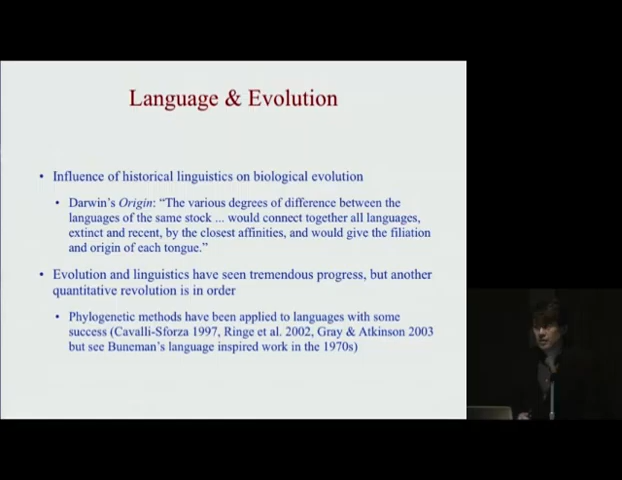 Language & Evolution
• Influence of historical linguistics on biological evolution
• Darwin's Origin: “The various degrees of difference between the
languages of the same stock ... would connect together all languages,
extinct and recent, by the closest affinities, and would give the filiation
and origin of each tongue.”
• Evolution and linguistics have seen tremendous progress, but another
quantitative revolution is in order
• Phylogenetic methods have been applied to languages with some
success (Cavalli-Sforza 1997, Ringe et al. 2002, Gray & Atkinson 2003
but see Buneman's language inspired work in the 1970s)